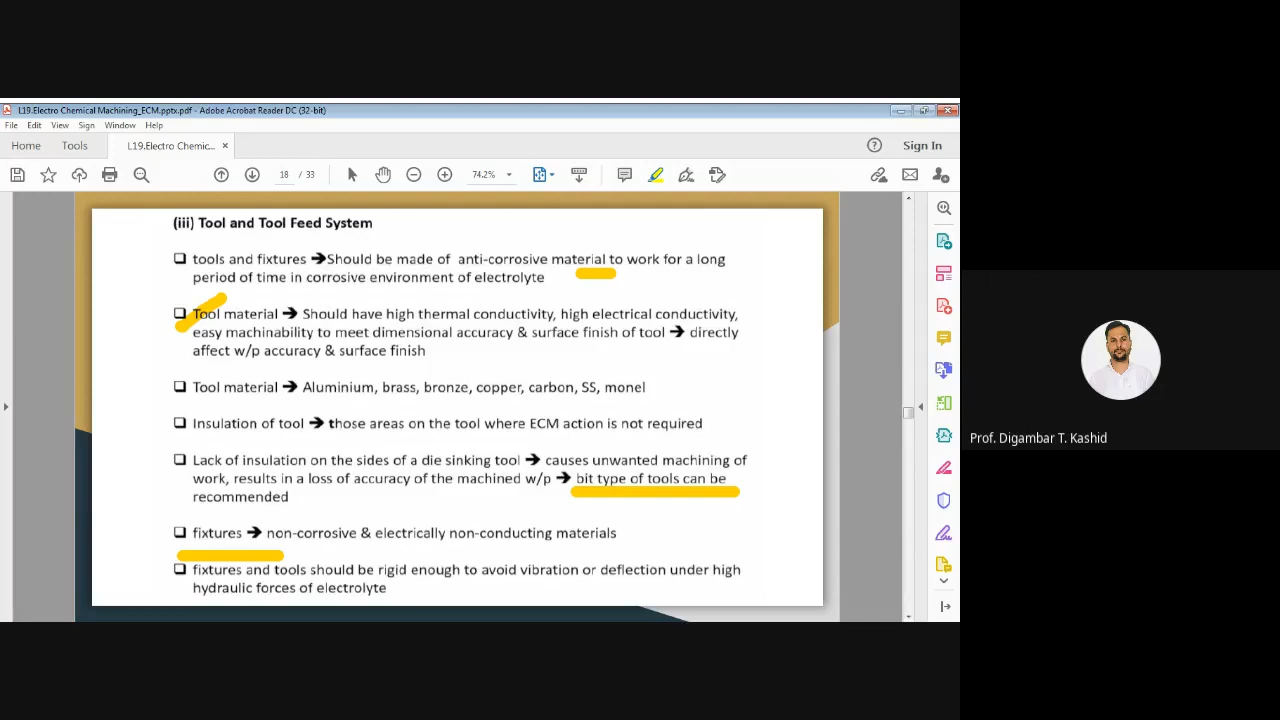 L19.Electro Chemical Machining_ECM.pptx.pdf - Adobe Acrobat Reader DC (32-bit)
File Edit View Sign Window Help
Home Tools L19.Electro Chemic... × Sign In
18 / 33 74.2%
(iii) Tool and Tool Feed System
❑ tools and fixtures ➔Should be made of anti-corrosive material to work for a long
period of time in corrosive environment of electrolyte
❑ Tool material ➔ Should have high thermal conductivity, high electrical conductivity,
easy machinability to meet dimensional accuracy & surface finish of tool ➔ directly
affect w/p accuracy & surface finish
❑ Tool material ➔ Aluminium, brass, bronze, copper, carbon, SS, monel
❑ Insulation of tool ➔ those areas on the tool where ECM action is not required
❑ Lack of insulation on the sides of a die sinking tool ➔ causes unwanted machining of
work, results in a loss of accuracy of the machined w/p ➔ bit type of tools can be
recommended
❑ fixtures ➔ non-corrosive & electrically non-conducting materials
❑ fixtures and tools should be rigid enough to avoid vibration or deflection under high
hydraulic forces of electrolyte
Prof. Digambar T. Kashid